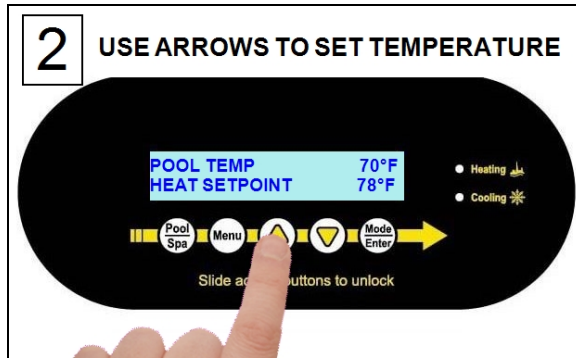 2
USE ARROWS TO SET TEMPERATURE
POOL TEMP 70°F
HEAT SETPOINT 78°F
Heating
Cooling
Pool
Spa
Menu
Mode
Enter
Slide ac buttons to unlock